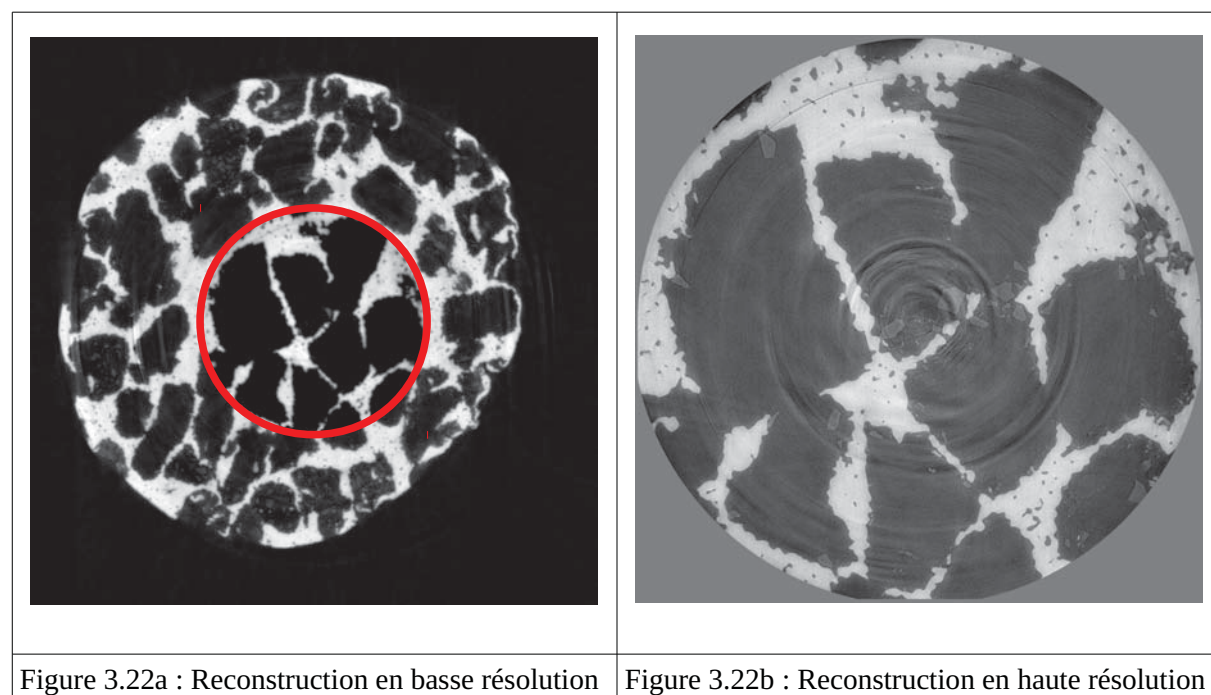 Figure 3.22a : Reconstruction en basse résolution
Figure 3.22b : Reconstruction en haute résolution